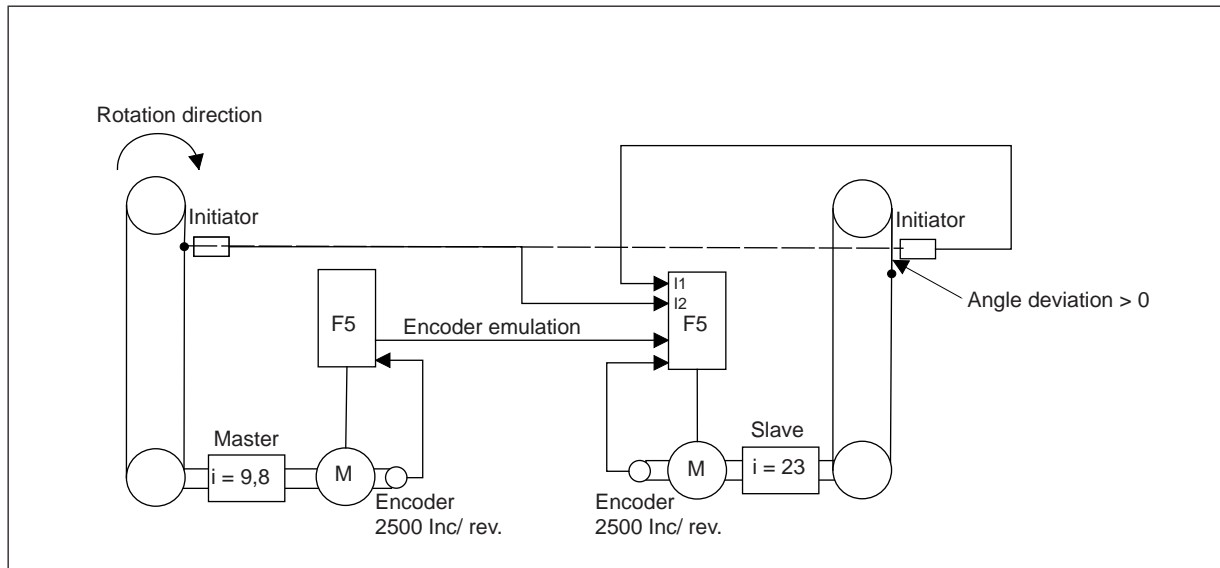 Rotation direction
Initiator
Initiator
I1
I2
F5
F5
Encoder emulation
Angle deviation > 0
Master
Slave
i = 9,8
M
M
i = 23
Encoder
2500 Inc/ rev.
Encoder
2500 Inc/ rev.